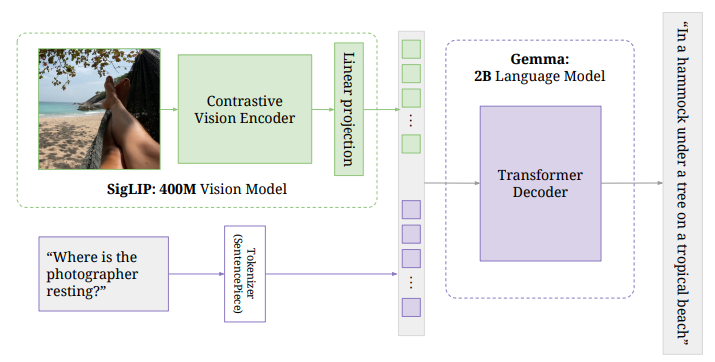 Contrastive
Vision Encoder
Linear projection
SigLIP: 400M Vision Model
...
"Where is the
photographer
resting?"
Tokenizer
(SentencePiece)
...
Gemma:
2B Language Model
Transformer
Decoder
"In a hammock under a tree on a tropical beach"